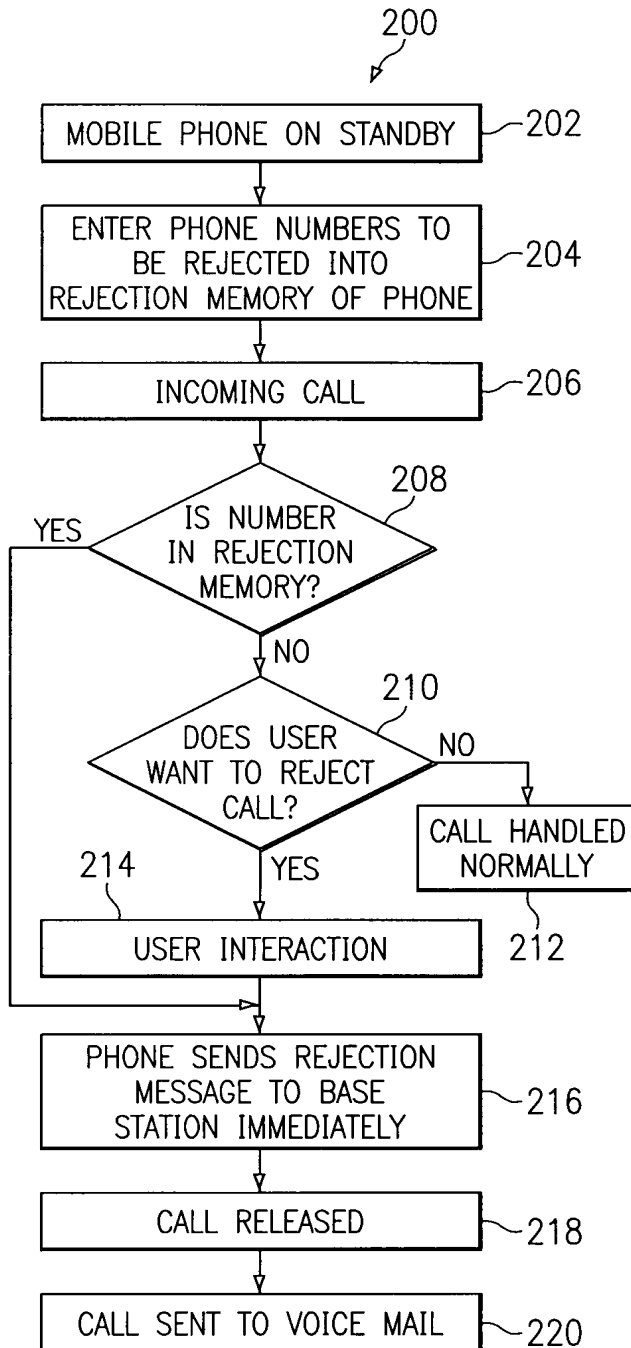 200
MOBILE PHONE ON STANDBY
202
ENTER PHONE NUMBERS TO
BE REJECTED INTO
REJECTION MEMORY OF PHONE
204
INCOMING CALL
206
208
YES
IS NUMBER
IN REJECTION
MEMORY?
NO
210
DOES USER
WANT TO REJECT
CALL?
NO
CALL HANDLED
NORMALLY
212
YES
214
USER INTERACTION
PHONE SENDS REJECTION
MESSAGE TO BASE
STATION IMMEDIATELY
216
CALL RELEASED
218
CALL SENT TO VOICE MAIL
220